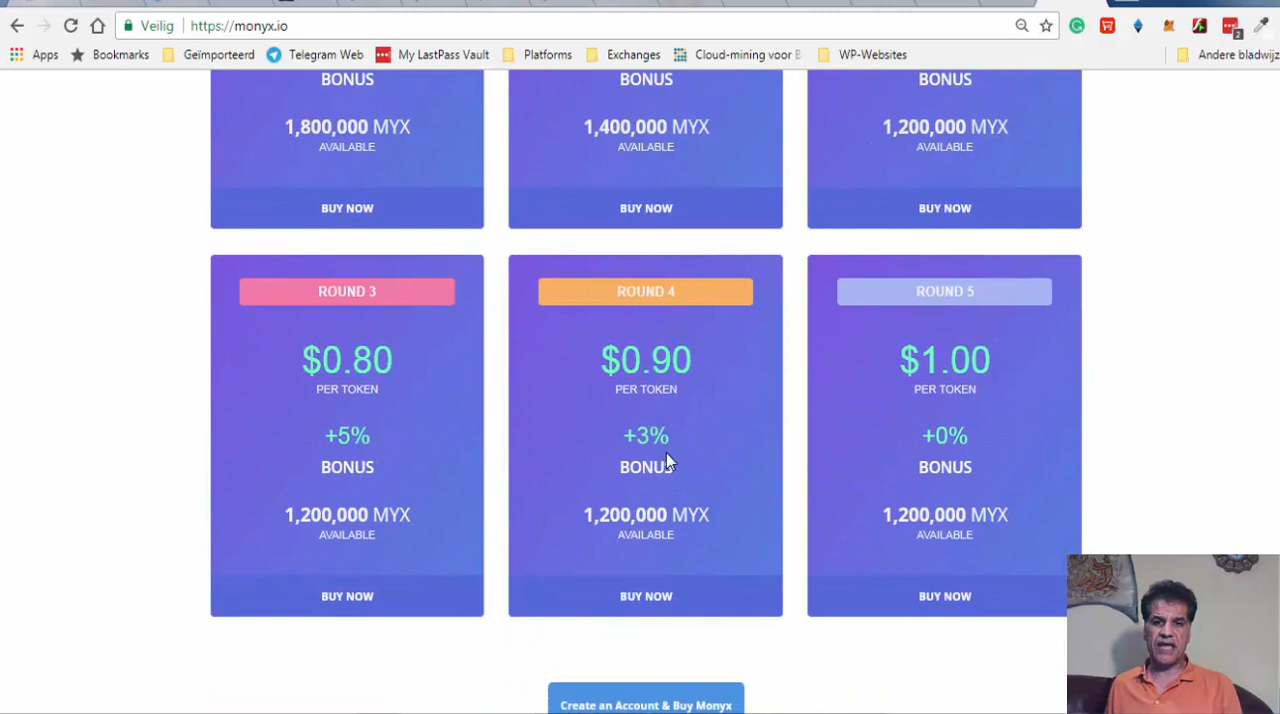 Veilig https://monyx.io
Apps Bookmarks Geïmporteerd Telegram Web My LastPass Vault Platforms Exchanges Cloud-mining voor B WP-Websites Andere bladwijz
2
BONUS BONUS BONUS
1,800,000 MYX 1,400,000 MYX 1,200,000 MYX
AVAILABLE AVAILABLE AVAILABLE
BUY NOW BUY NOW BUY NOW
ROUND 3 ROUND 4 ROUND 5
$0.80 $0.90 $1.00
PER TOKEN PER TOKEN PER TOKEN
+5% +3% +0%
BONUS BONUS BONUS
1,200,000 MYX 1,200,000 MYX 1,200,000 MYX
AVAILABLE AVAILABLE AVAILABLE
BUY NOW BUY NOW BUY NOW
Create an Account & Buy Monyx